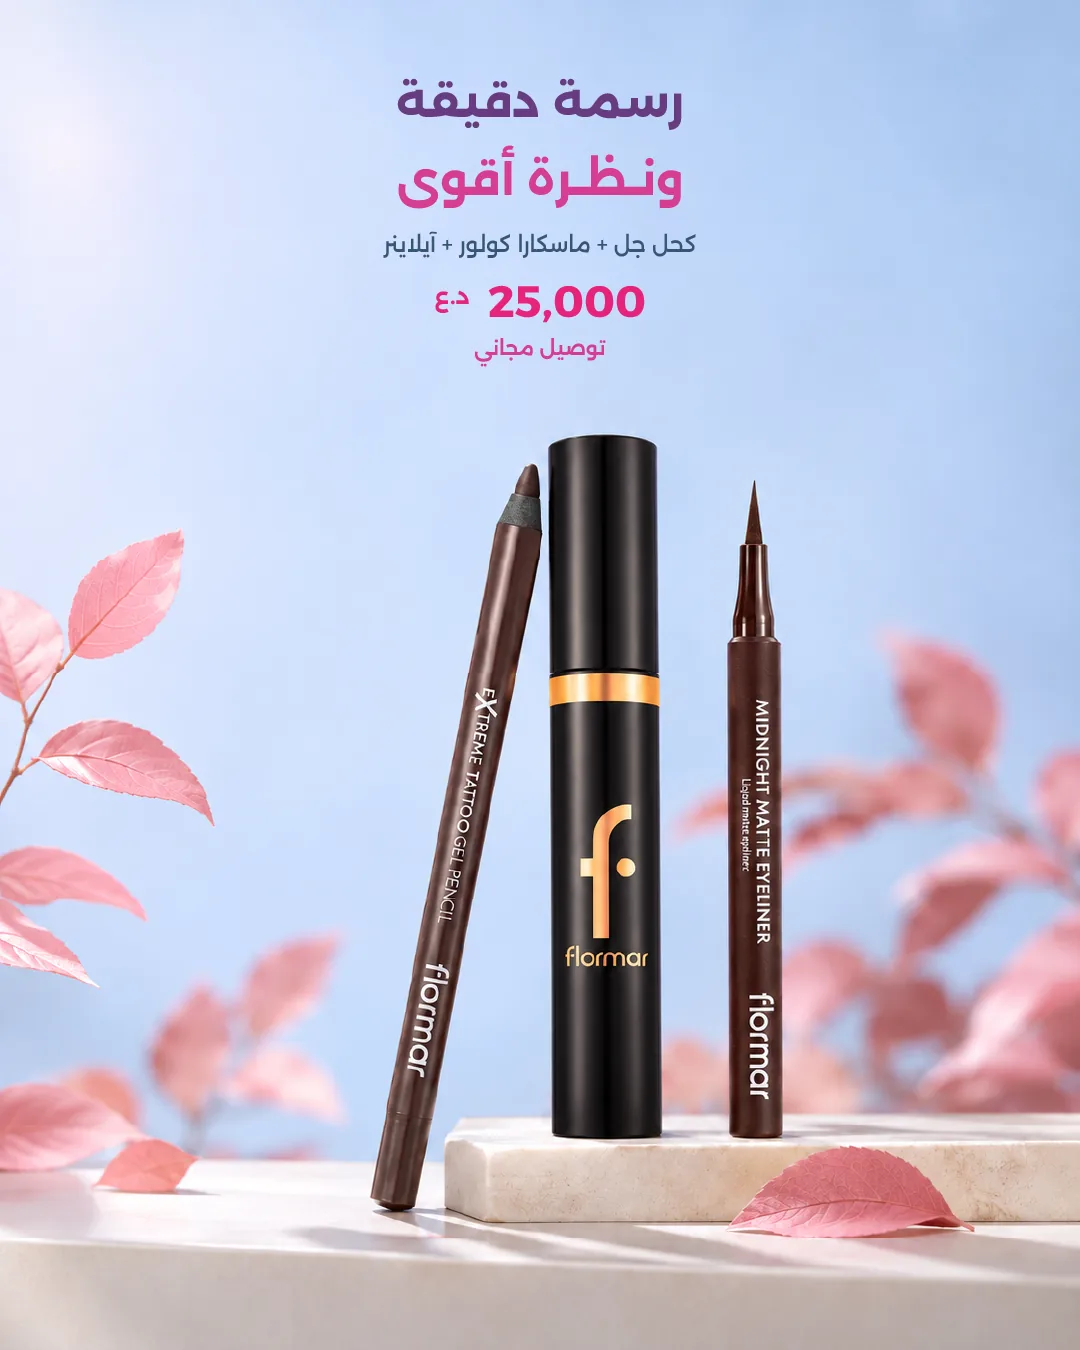 رسمة دقيقة
ونـظـرة أقوى
كحل جل + ماسكارا كولور + آيلاينر
25,000 د.ع
توصيل مجاني
EXTREME TATTOO GEL PENCIL
flormar
f
flormar
MIDNIGHT MATTE EYELINER
Liquid matte eyeliner
flormar